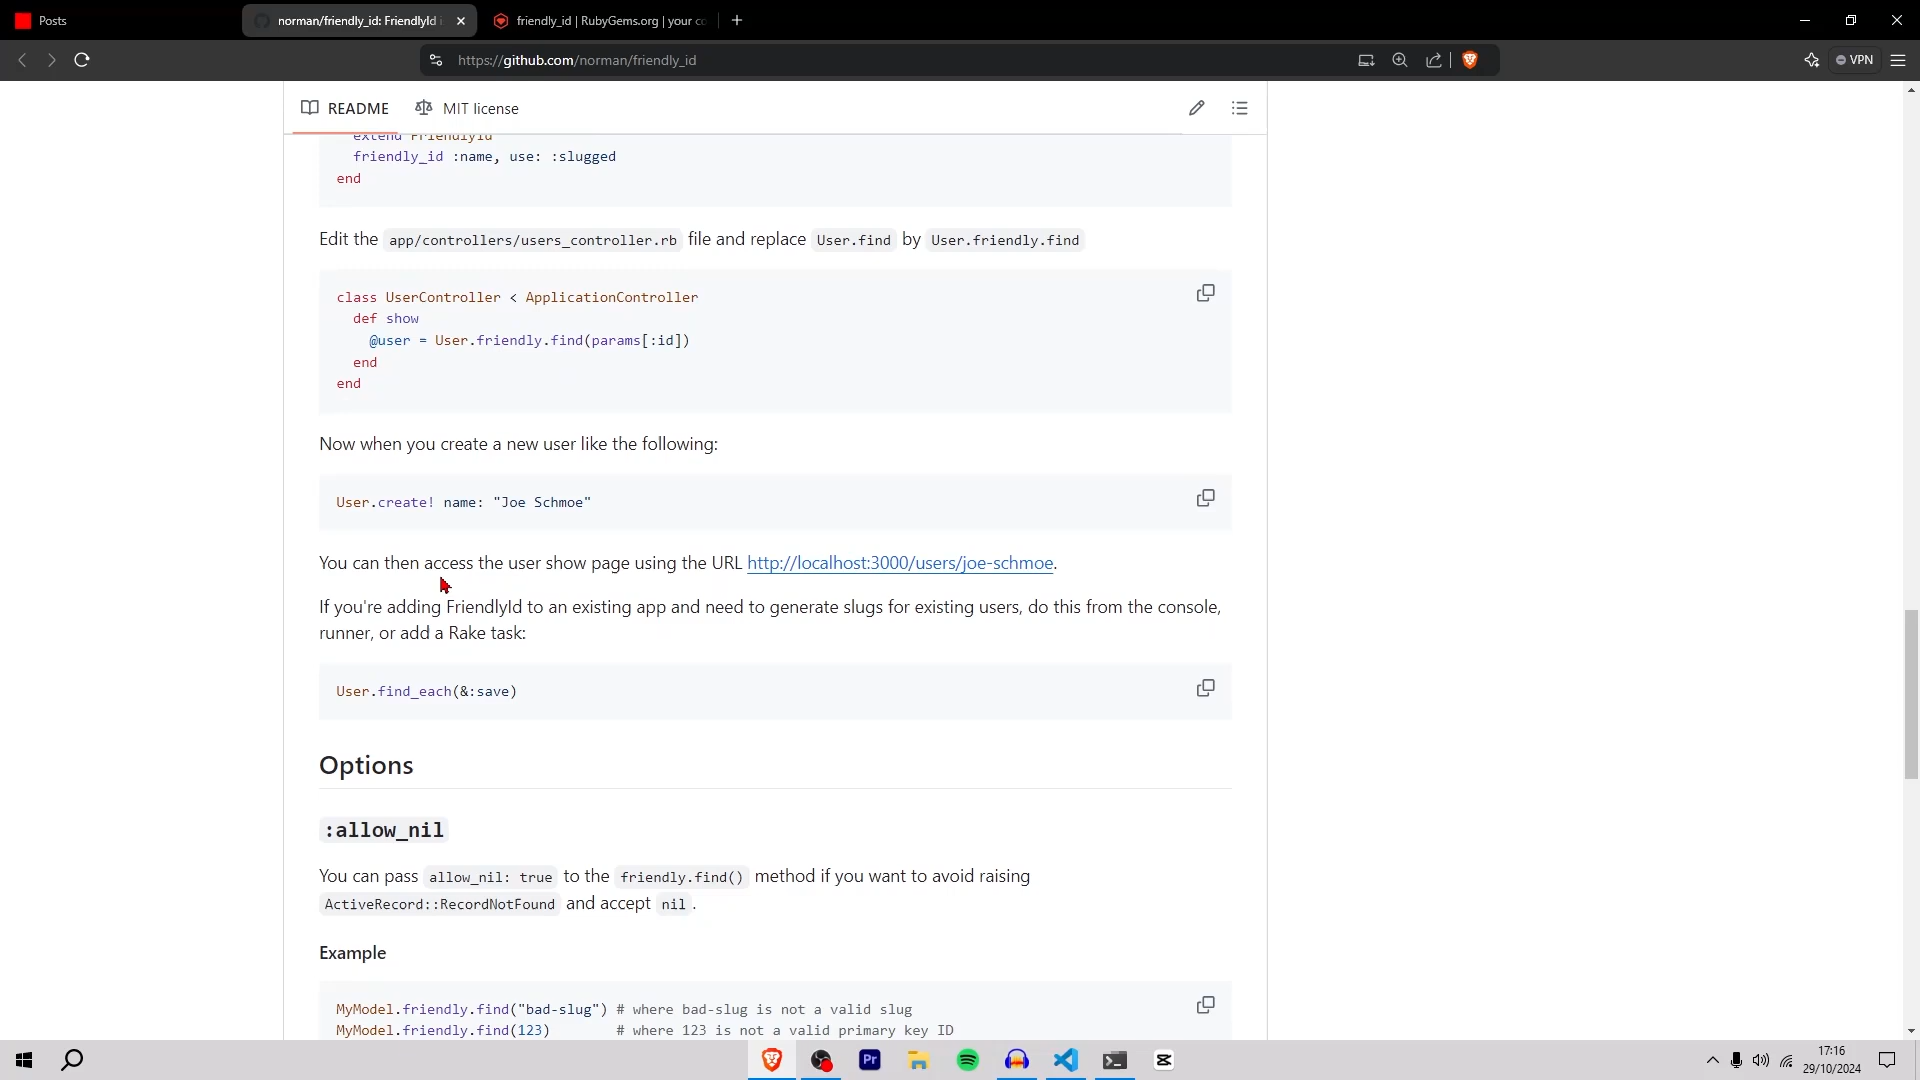 Posts
norman/friendly_id: FriendlyId i
friendly_id | RubyGems.org | your co
https://github.com/norman/friendly_id
VPN
README
MIT license
extend FriendlyId
friendly_id :name, use: :slugged
end
Edit the app/controllers/users_controller.rb file and replace User.find by User.friendly.find
class UserController < ApplicationController
def show
@user = User.friendly.find(params[:id])
end
end
Now when you create a new user like the following:
User.create! name: "Joe Schmoe"
You can then access the user show page using the URL http://localhost:3000/users/joe-schmoe.
If you're adding FriendlyId to an existing app and need to generate slugs for existing users, do this from the console,
runner, or add a Rake task:
User.find_each(&:save)
Options
:allow_nil
You can pass allow_nil: true to the friendly.find() method if you want to avoid raising
ActiveRecord::RecordNotFound and accept nil.
Example
MyModel.friendly.find("bad-slug") # where bad-slug is not a valid slug
MyModel.friendly.find(123) # where 123 is not a valid primary key ID
Pr
17:16
29/10/2024